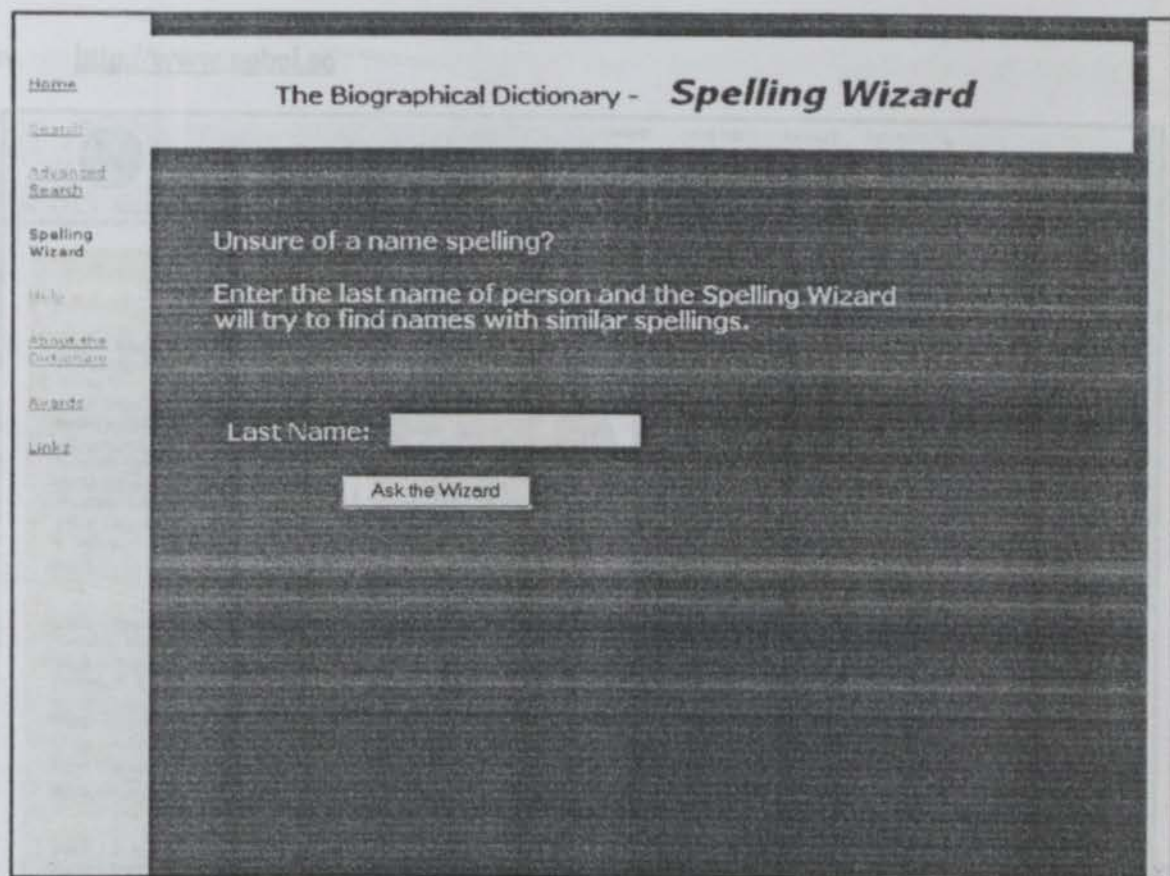 Home
Search
Advanced
Search
Spelling
Wizard
Help
About the
Dictionary
Awards
Links
The Biographical Dictionary - Spelling Wizard
Unsure of a name spelling?
Enter the last name of person and the Spelling Wizard
will try to find names with similar spellings.
Last Name:
Ask the Wizard